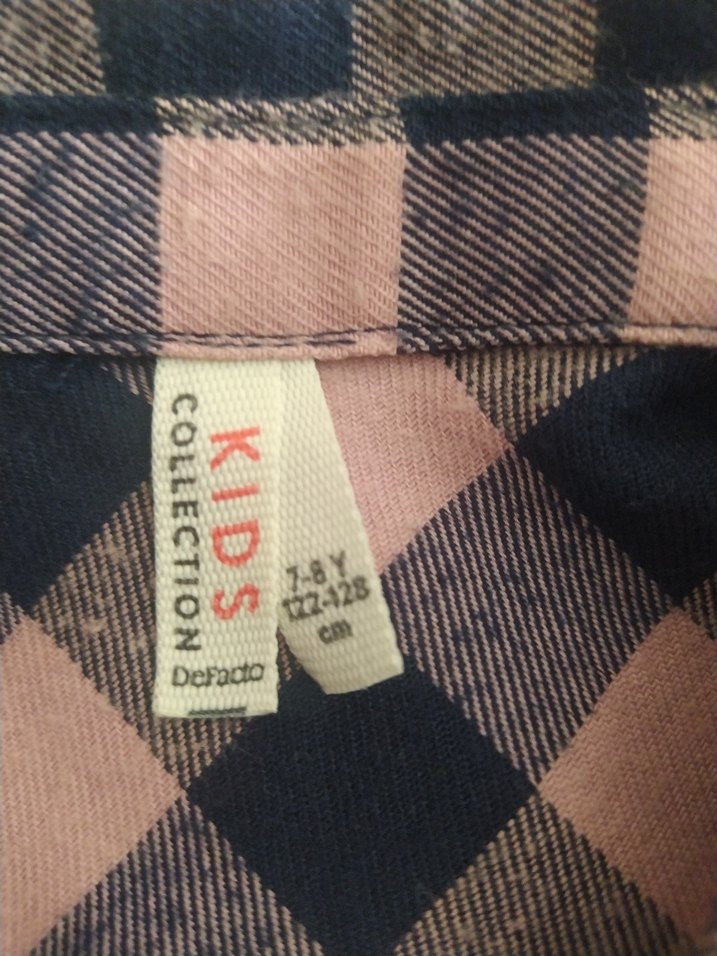 KIDS
COLLECTION
DeFacto
7-8 Y
122-128
cm